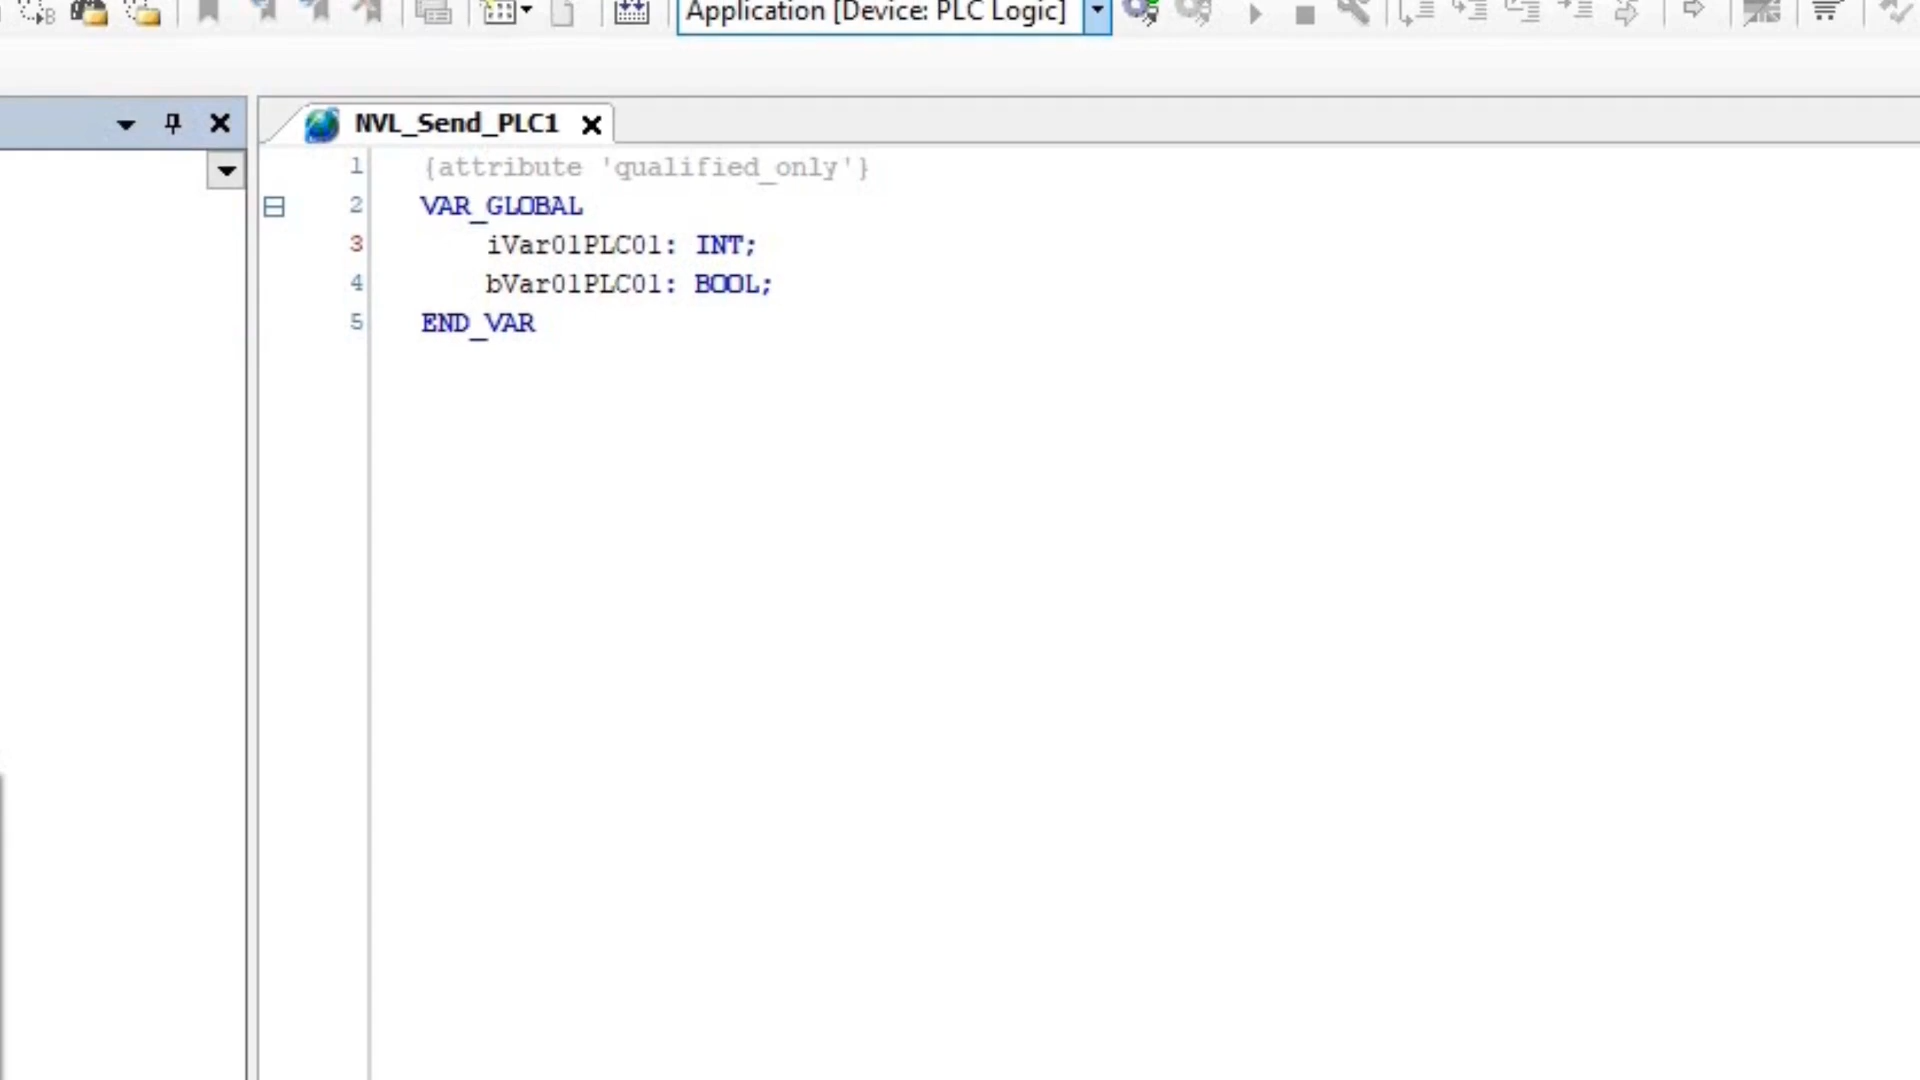 Application [Device: PLC Logic]
NVL_Send_PLC1
1 {attribute 'qualified_only'}
2 VAR_GLOBAL
3 iVar01PLC01: INT;
4 bVar01PLC01: BOOL;
5 END_VAR